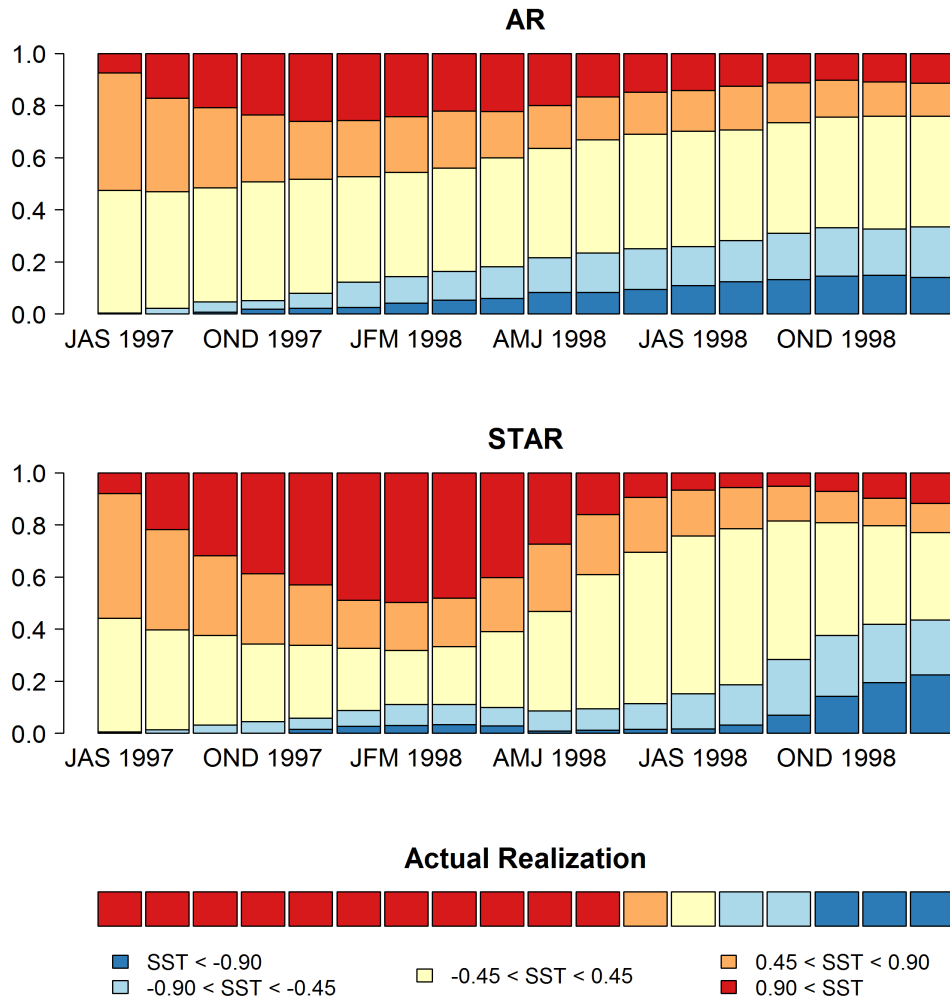 AR
1.0
0.8
0.6
0.4
0.2
0.0
JAS 1997 OND 1997 JFM 1998 AMJ 1998 JAS 1998 OND 1998
STAR
1.0
0.8
0.6
0.4
0.2
0.0
JAS 1997 OND 1997 JFM 1998 AMJ 1998 JAS 1998 OND 1998
Actual Realization
SST < -0.90
-0.90 < SST < -0.45
-0.45 < SST < 0.45
0.45 < SST < 0.90
0.90 < SST